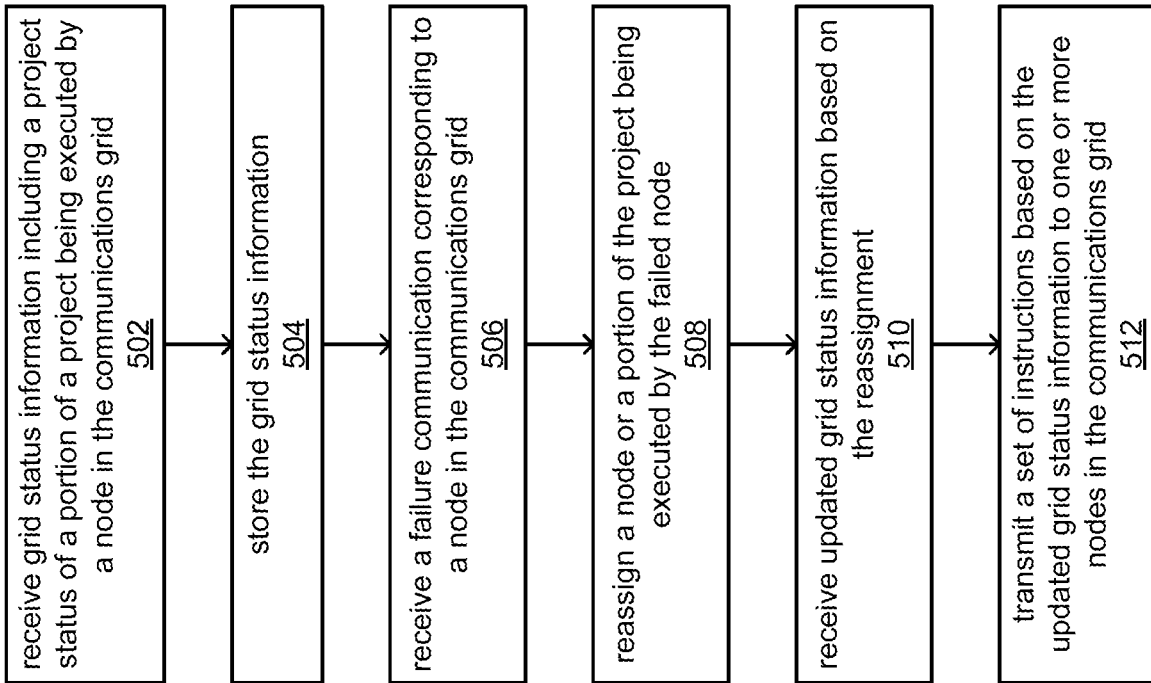 receive grid status information including a project
status of a portion of a project being executed by
a node in the communications grid
502
store the grid status information
504
receive a failure communication corresponding to
a node in the communications grid
506
reassign a node or a portion of the project being
executed by the failed node
508
receive updated grid status information based on
the reassignment
510
transmit a set of instructions based on the
updated grid status information to one or more
nodes in the communications grid
512